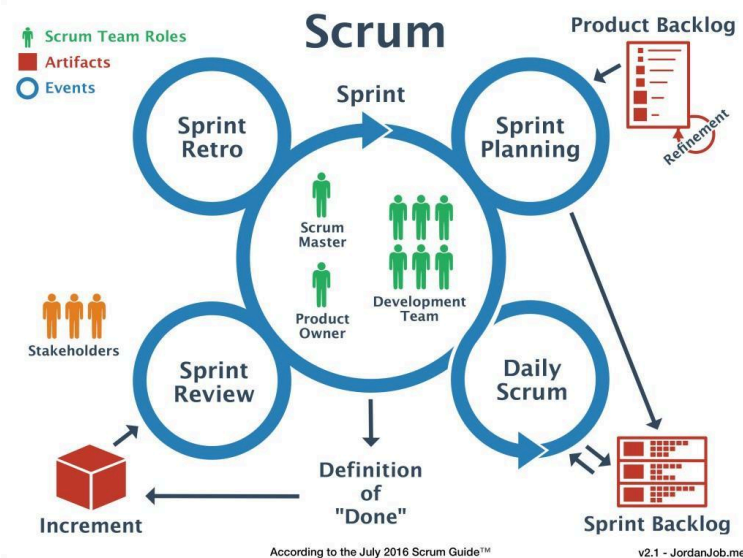 Scrum
Scrum Team Roles
Artifacts
Events
Product Backlog
Refinement
Sprint
Sprint
Retro
Sprint
Planning
Scrum
Master
Product
Owner
Development
Team
Stakeholders
Sprint
Review
Daily
Scrum
Definition
of
"Done"
Increment
Sprint Backlog
According to the July 2016 Scrum Guide™
v2.1 - JordanJob.me